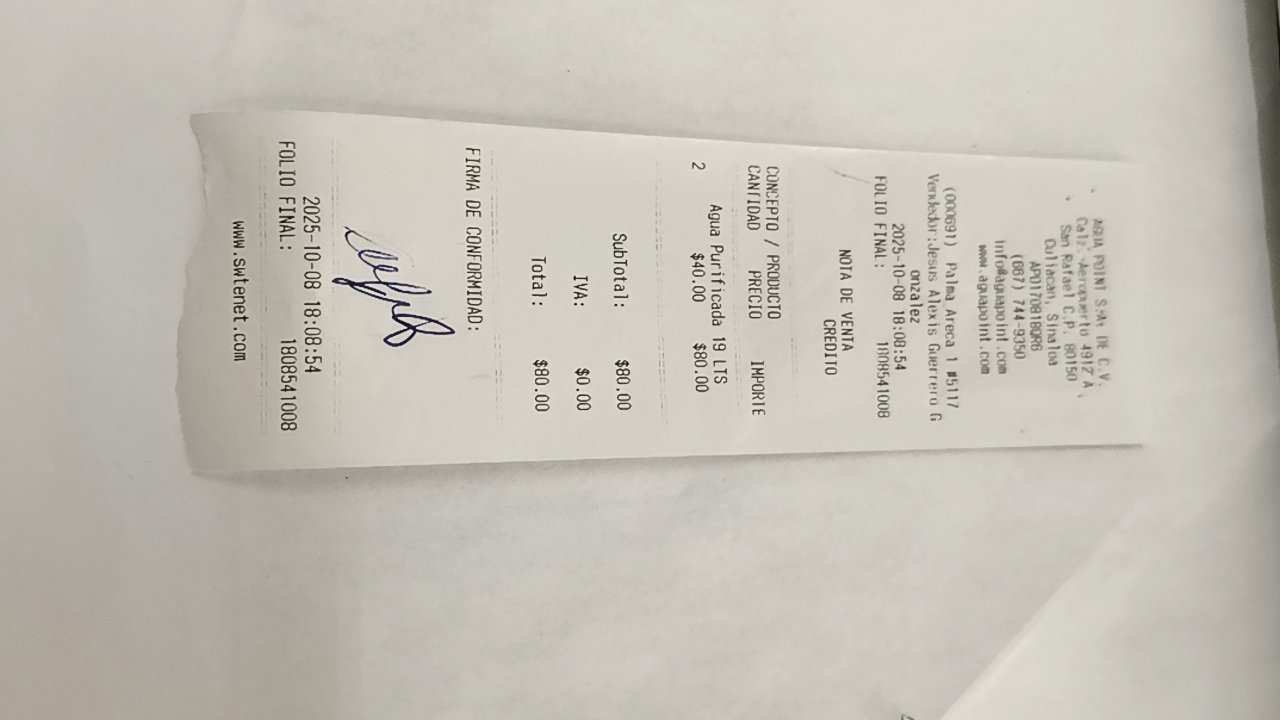 AGUA POINT S.A. DE C.V.
Calz. Aeropuerto 4912 A,
San Rafael C.P. 80150
Culiacan, Sinaloa
(667) 744-9350
info@aguapoint.com
www.aguapoint.com
(000691) Palma Areca 1 #5117
Vendedor:Jesus Alexis Guerrero G
onzalez
2025-10-08 18:08:54
FOLIO FINAL: 1808541008
NOTA DE VENTA
CREDITO
CONCEPTO / PRODUCTO
CANTIDAD PRECIO IMPORTE
Agua Purificada 19 LTS
2 $40.00 $80.00
SubTotal: $80.00
IVA: $0.00
Total: $80.00
FIRMA DE CONFORMIDAD:
2025-10-08 18:08:54
FOLIO FINAL: 1808541008
www.swtenet.com